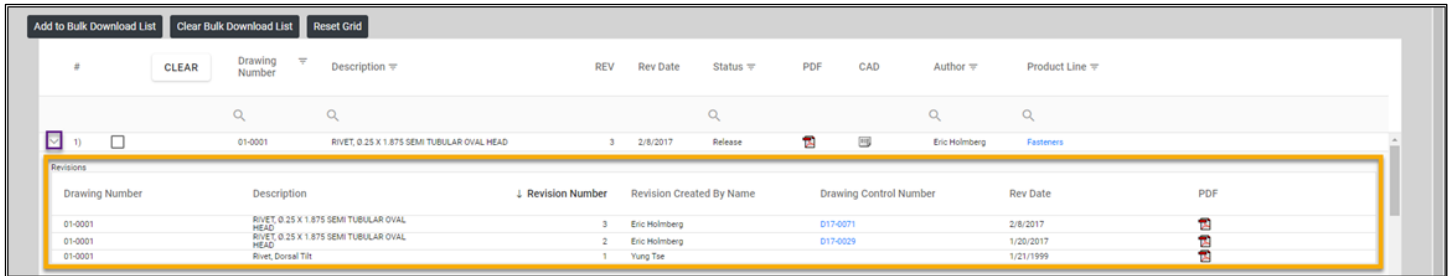 Add to Bulk Download List Clear Bulk Download List Reset Grid
# CLEAR Drawing Number Description REV Rev Date Status PDF CAD Author Product Line
1) 01-0001 RIVET, Ø.25 X 1.875 SEMI TUBULAR OVAL HEAD 3 2/8/2017 Release Eric Holmberg Fasteners
Revisions
Drawing Number Description ↓ Revision Number Revision Created By Name Drawing Control Number Rev Date PDF
01-0001 RIVET, Ø.25 X 1.875 SEMI TUBULAR OVAL HEAD 3 Eric Holmberg D17-0071 2/8/2017
01-0001 RIVET, Ø.25 X 1.875 SEMI TUBULAR OVAL HEAD 2 Eric Holmberg D17-0029 1/20/2017
01-0001 Rivet, Dorsal Tilt 1 Yung Tse 1/21/1999